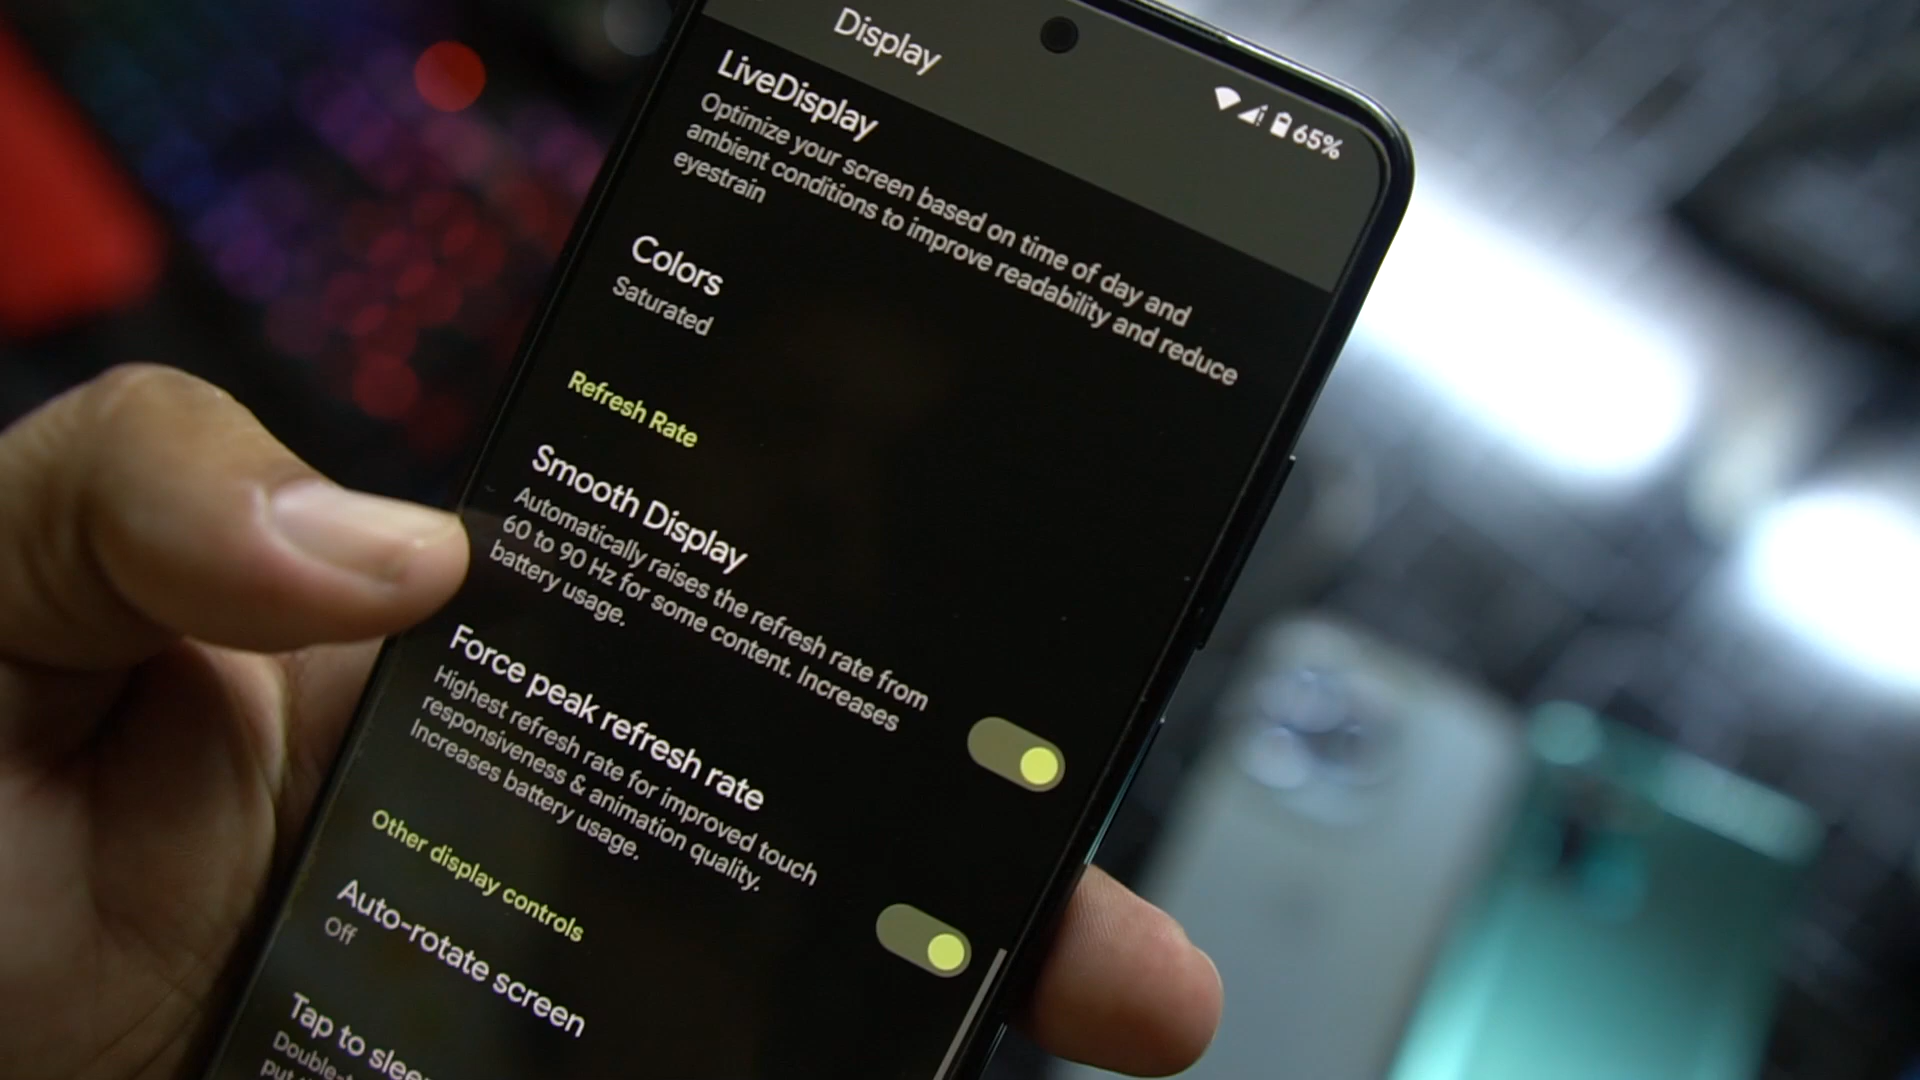 Display
65%
LiveDisplay
Optimize your screen based on time of day and
ambient conditions to improve readability and reduce
eyestrain
Colors
Saturated
Refresh Rate
Smooth Display
Automatically raises the refresh rate from
60 to 90 Hz for some content. Increases
battery usage.
Force peak refresh rate
Highest refresh rate for improved touch
responsiveness & animation quality.
Increases battery usage.
Other display controls
Auto-rotate screen
Off
Tap to